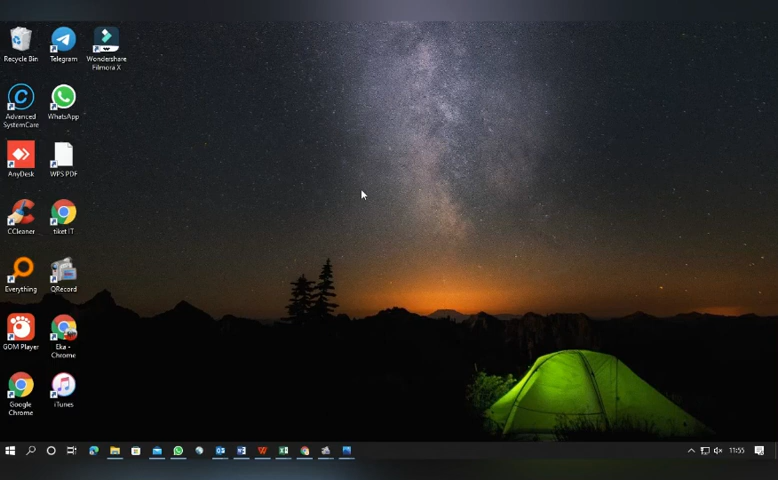 Recycle Bin
Telegram
Wondershare
Filmora X
Advanced
SystemCare
WhatsApp
AnyDesk
WPS PDF
CCleaner
tiket IT
Everything
QRecord
GOM Player
Eka -
Chrome
Google
Chrome
iTunes
11:55